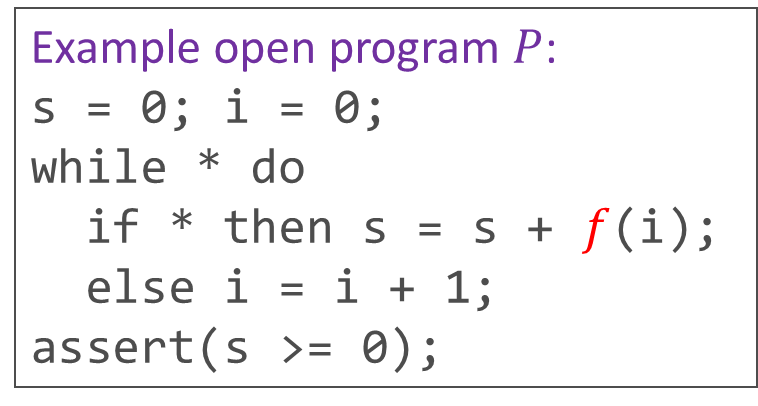 Example open program P:
s = 0; i = 0;
while * do
  if * then s = s + f(i);
  else i = i + 1;
assert(s >= 0);